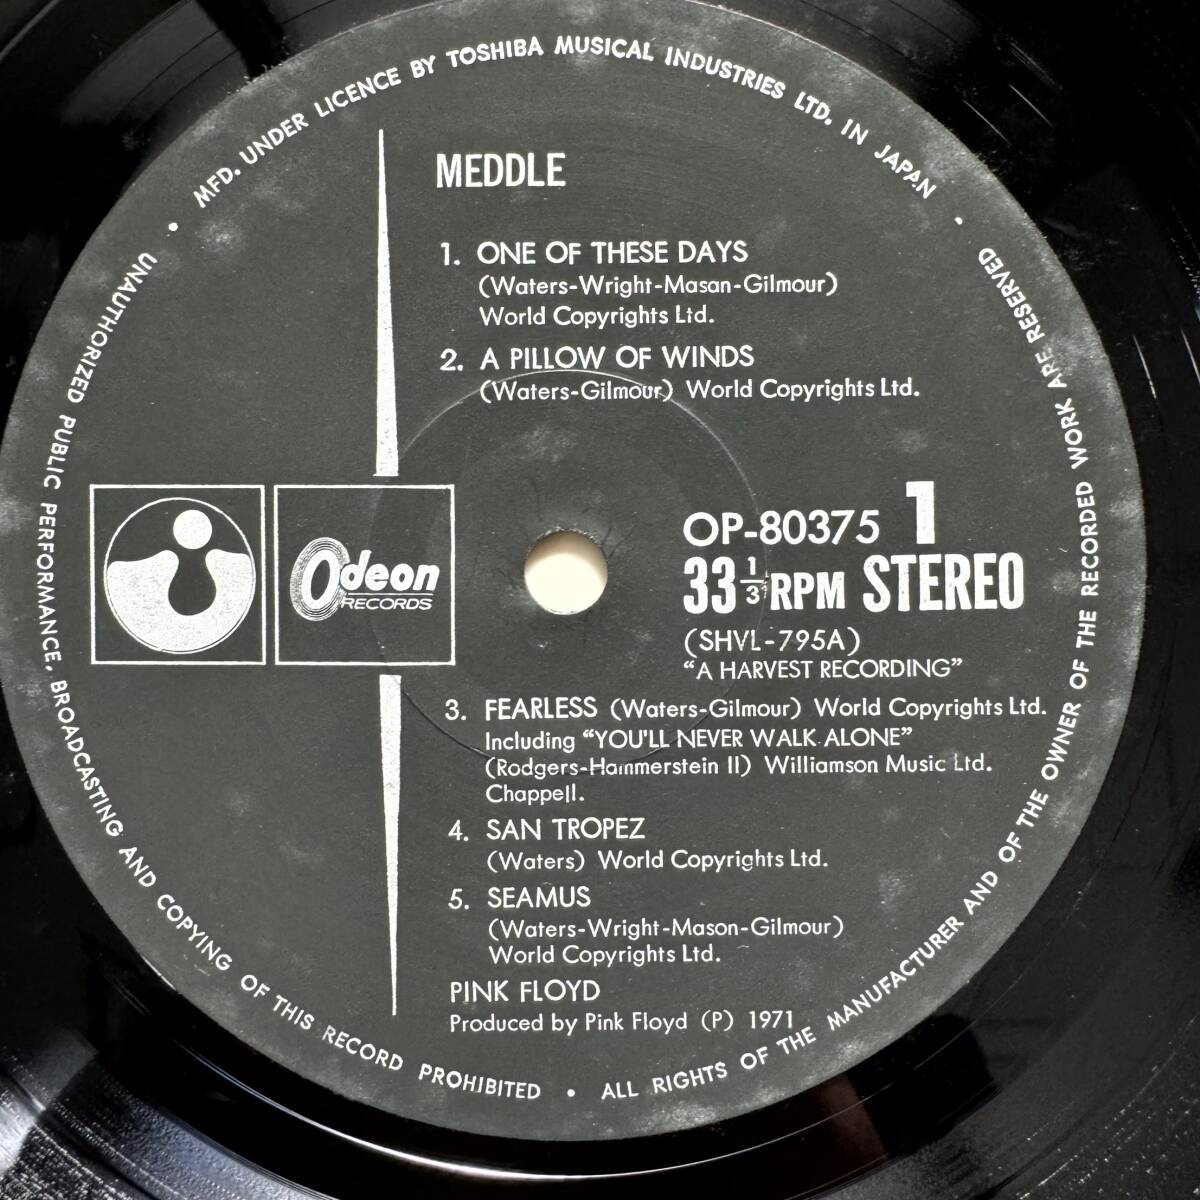 MFD. UNDER LICENCE BY TOSHIBA MUSICAL INDUSTRIES LTD. IN JAPAN
MEDDLE
1. ONE OF THESE DAYS
(Waters-Wright-Masan-Gilmour)
World Copyrights Ltd.
2. A PILLOW OF WINDS
(Waters-Gilmour) World Copyrights Ltd.
Odeon
RECORDS
OP-80375 1
33 1/3 RPM STEREO
(SHVL-795A)
“A HARVEST RECORDING”
3. FEARLESS (Waters-Gilmour) World Copyrights Ltd.
Including “YOU'LL NEVER WALK ALONE”
(Rodgers-Hammerstein II) Williamson Music Ltd.
Chappell.
4. SAN TROPEZ
(Waters) World Copyrights Ltd.
5. SEAMUS
(Waters-Wright-Mason-Gilmour)
World Copyrights Ltd.
PINK FLOYD
Produced by Pink Floyd (P) 1971
UNAUTHORIZED PUBLIC PERFORMANCE, BROADCASTING AND COPYING OF THIS RECORD PROHIBITED • ALL RIGHTS OF THE MANUFACTURER AND OF THE OWNER OF THE RECORDED WORK ARE RESERVED